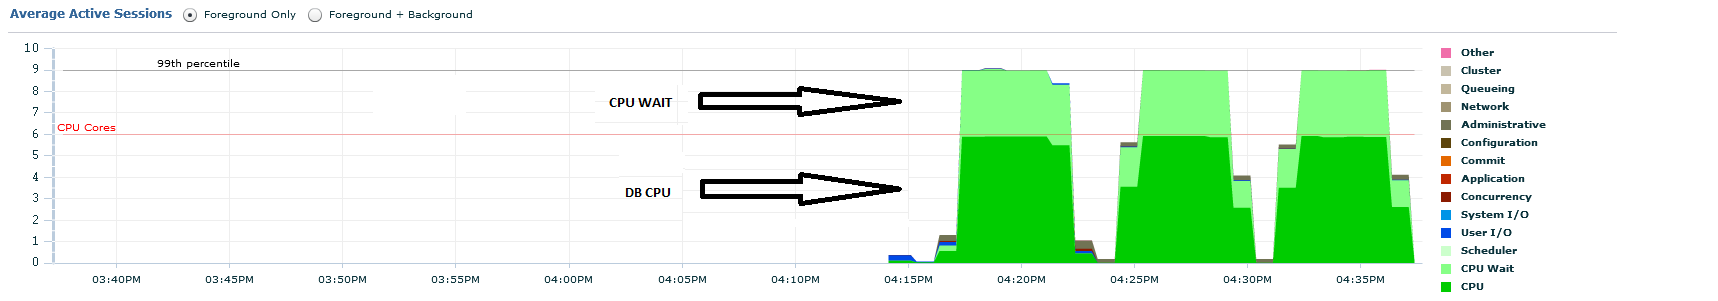 Average Active Sessions Foreground Only Foreground + Background
10
9
8
7
6
5
4
3
2
1
0
99th percentile
CPU Cores
CPU WAIT
DB CPU
03:40PM 03:45PM 03:50PM 03:55PM 04:00PM 04:05PM 04:10PM 04:15PM 04:20PM 04:25PM 04:30PM 04:35PM
Other
Cluster
Queueing
Network
Administrative
Configuration
Commit
Application
Concurrency
System I/O
User I/O
Scheduler
CPU Wait
CPU